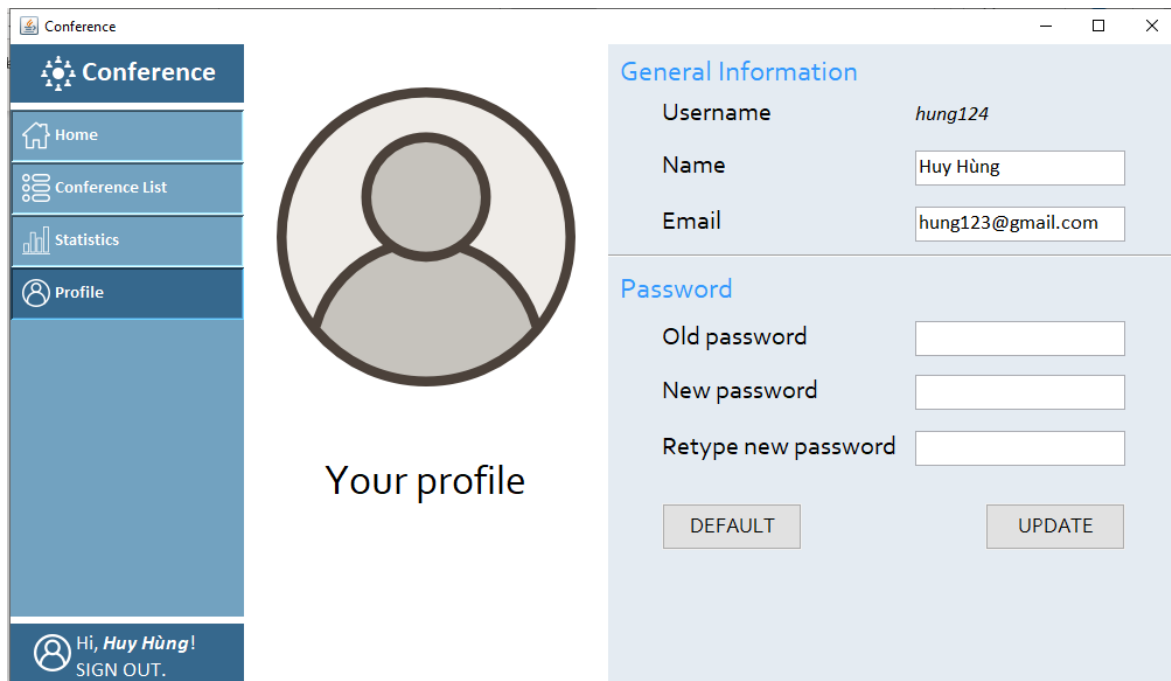 Conference
Conference
Home
Conference List
Statistics
Profile
Hi, Huy Hùng!
SIGN OUT.
Your profile
General Information
Username hung124
Name Huy Hùng
Email hung123@gmail.com
Password
Old password
New password
Retype new password
DEFAULT UPDATE